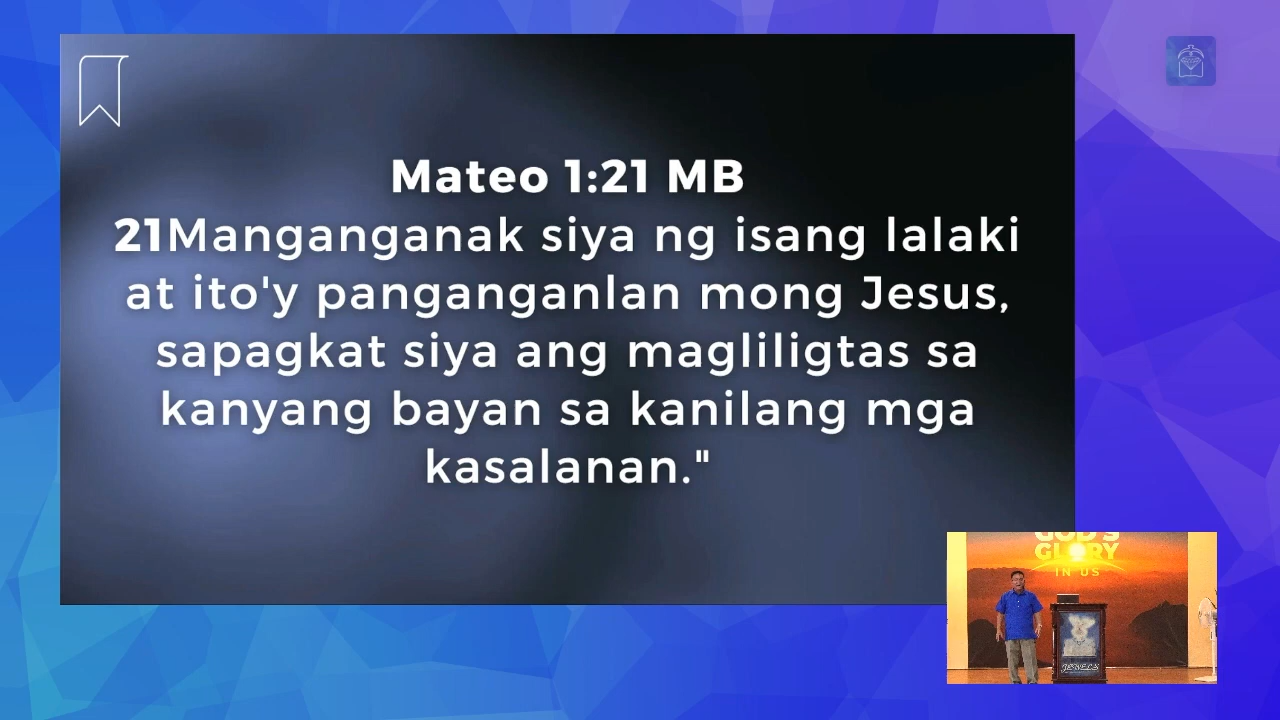 Mateo 1:21 MB
21Manganganak siya ng isang lalaki
at ito'y panganganlan mong Jesus,
sapagkat siya ang magliligtas sa
kanyang bayan sa kanilang mga
kasalanan."
GOD'S
GLORY
IN US
JEWELS